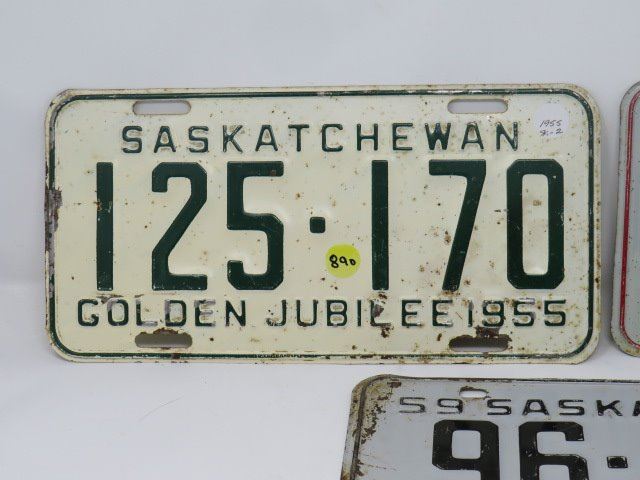 SASKATCHEWAN
1955
125·170
890
GOLDEN JUBILEE 1955
59 SASKA
96-